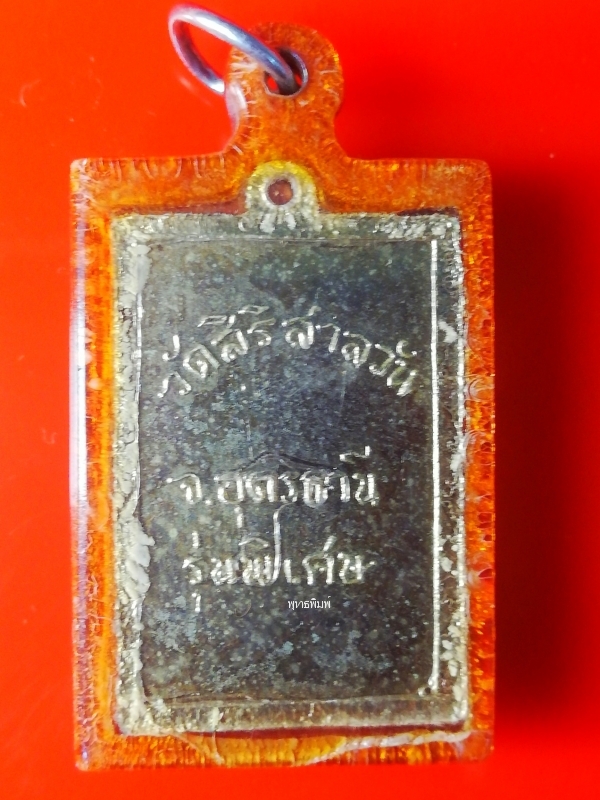 วัดสิริสาลวัน
จ.อุดรธานี
รุ่นพิเศษ
พุทธพิมพ์